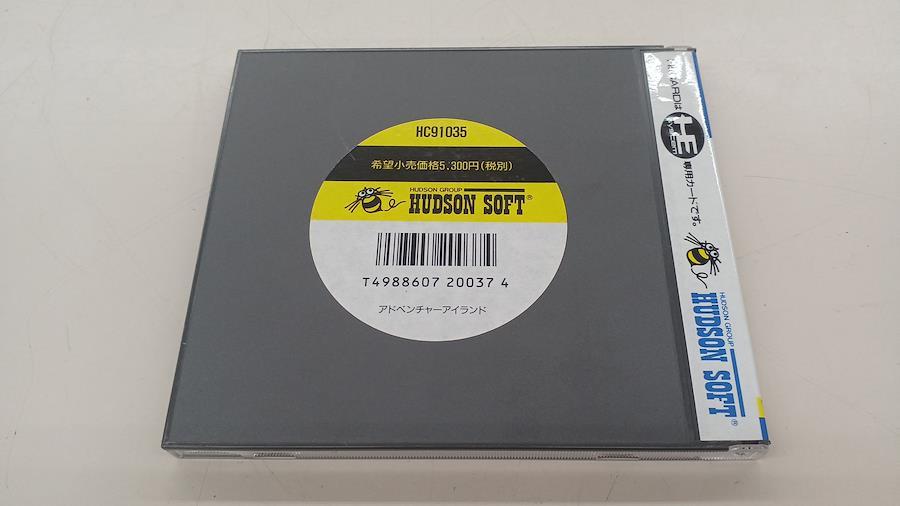 HC91035
希望小売価格5,300円(税別)
HUDSON GROUP
HUDSON SOFT®
T4988607 20037 4
アドベンチャーアイランド
HE
SYSTEM
専用カードです。
HUDSON GROUP
HUDSON SOFT®